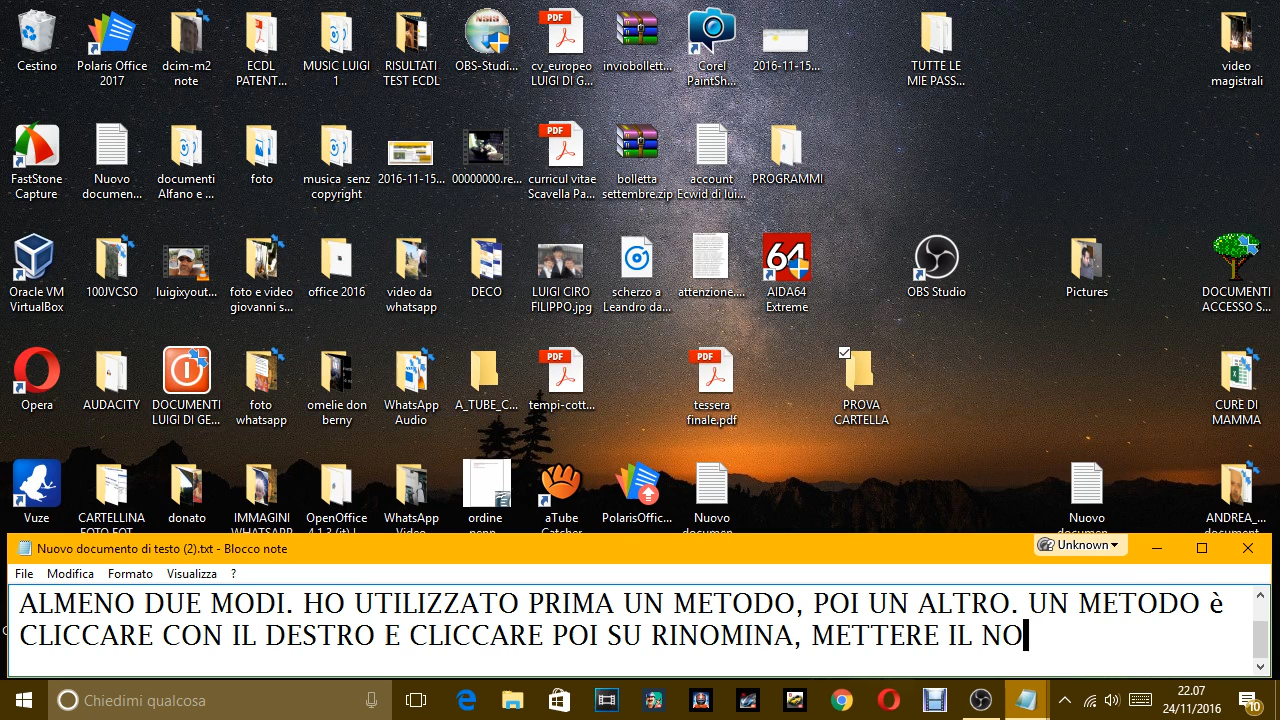 Cestino
Polaris Office 2017
dcim-m2 note
ECDL PATENT...
MUSIC LUIGI 1
RISULTATI TEST ECDL
OBS-Studi...
PDF
cv_europeo LUIGI DI G...
inviobollett...
Corel PaintSh...
2016-11-15...
TUTTE LE MIE PASS...
video magistrali
FastStone Capture
Nuovo documen...
documenti Alfano e ...
foto
musica senz copyright
2016-11-15...
00000000.re...
PDF
curricul vitae Scavella Pa...
bolletta settembre.zip
account Ecwid di lui...
PROGRAMMI
Oracle VM VirtualBox
100JVCSO
luigixyout...
foto e video giovanni s...
office 2016
video da whatsapp
DECO
LUIGI CIRO FILIPPO.jpg
scherzo a Leandro da...
attenzione....
64
AIDA64 Extreme
OBS Studio
Pictures
DOCUMENTI ACCESSO S...
Opera
AUDACITY
DOCUMENTI LUIGI DI GE...
foto whatsapp
omelie don berny
WhatsApp Audio
A_TUBE_C...
PDF
tempi-cott...
PDF
tessera finale.pdf
PROVA CARTELLA
CURE DI MAMMA
Vuze
CARTELLINA
donato
IMMAGINI
OpenOffice
WhatsApp
ordine
aTube Catcher
PolarisOffic...
Nuovo
Nuovo
ANDREA_...
Nuovo documento di testo (2).txt - Blocco note
Unknown
File Modifica Formato Visualizza ?
ALMENO DUE MODI. HO UTILIZZATO PRIMA UN METODO, POI UN ALTRO. UN METODO è
CLICCARE CON IL DESTRO E CLICCARE POI SU RINOMINA, METTERE IL NO
Chiedimi qualcosa
22.07
24/11/2016
10